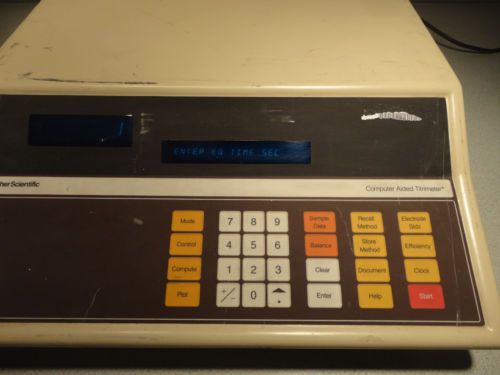 ENTER EQ TIME SEC
herScientific
Computer Aided Titrimeter
Mode
7
8
9
Sample
Data
Recall
Method
Electrode
Stdz
Control
4
5
6
Balance
Store
Method
Efficiency
Compute
1
2
3
Clear
Document
Clock
Plot
+/-
0
.
Enter
Help
Start